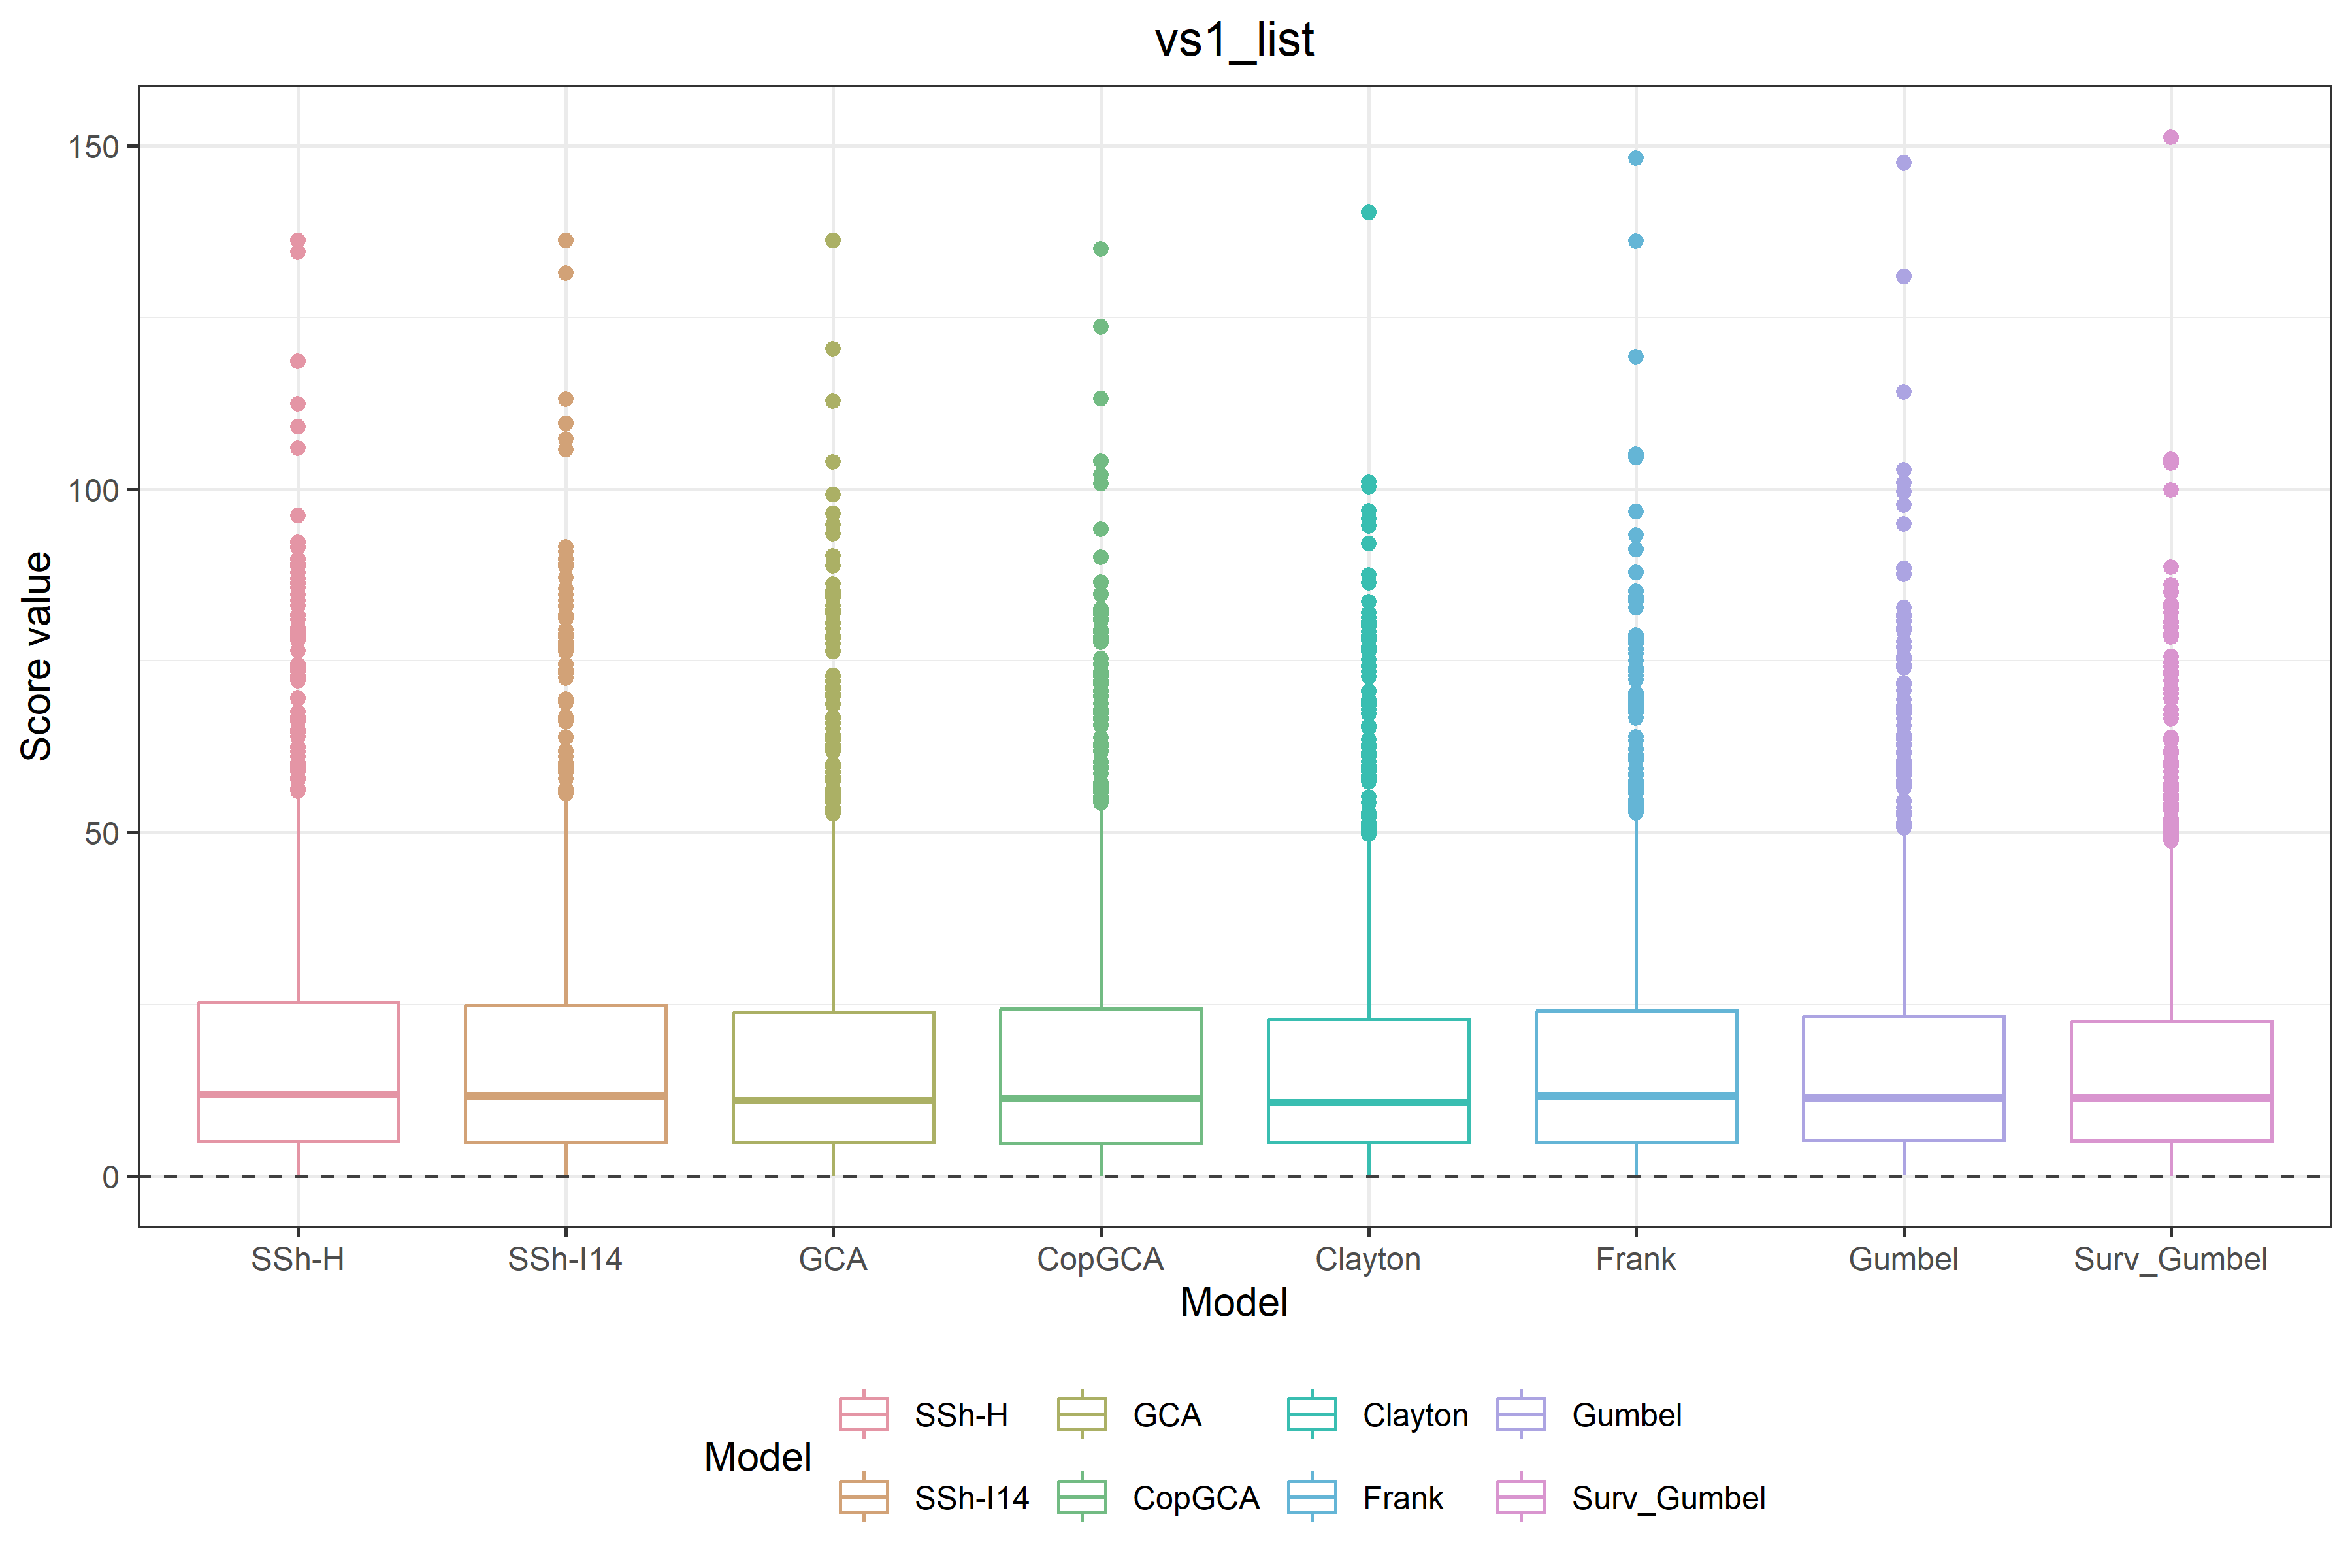 vs1_list
Score value
150
100
50
0
SSh-H SSh-I14 GCA CopGCA Clayton Frank Gumbel Surv_Gumbel
Model
Model
SSh-H GCA Clayton Gumbel
SSh-I14 CopGCA Frank Surv_Gumbel